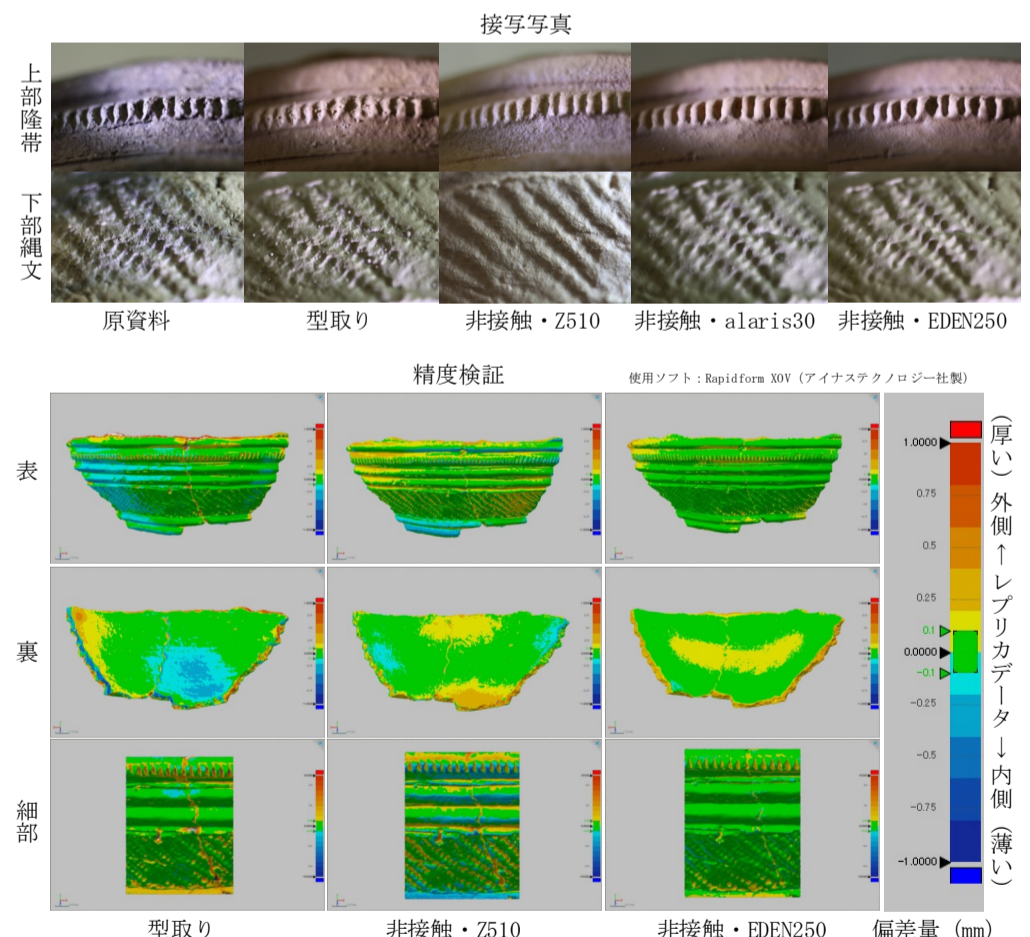 接写写真
上部隆帯
下部縄文
原資料
型取り
非接触・Z510
非接触・alaris30
非接触・EDEN250
精度検証
使用ソフト：Rapidform XOV（アイナステクノロジー社製）
表
裏
細部
1.0000
0.75
0.5
0.25
0.1
0.0000
-0.1
-0.25
-0.5
-0.75
-1.0000
（厚い）外側←レプリカデータ→内側（薄い）
型取り
非接触・Z510
非接触・EDEN250
偏差量 (mm)